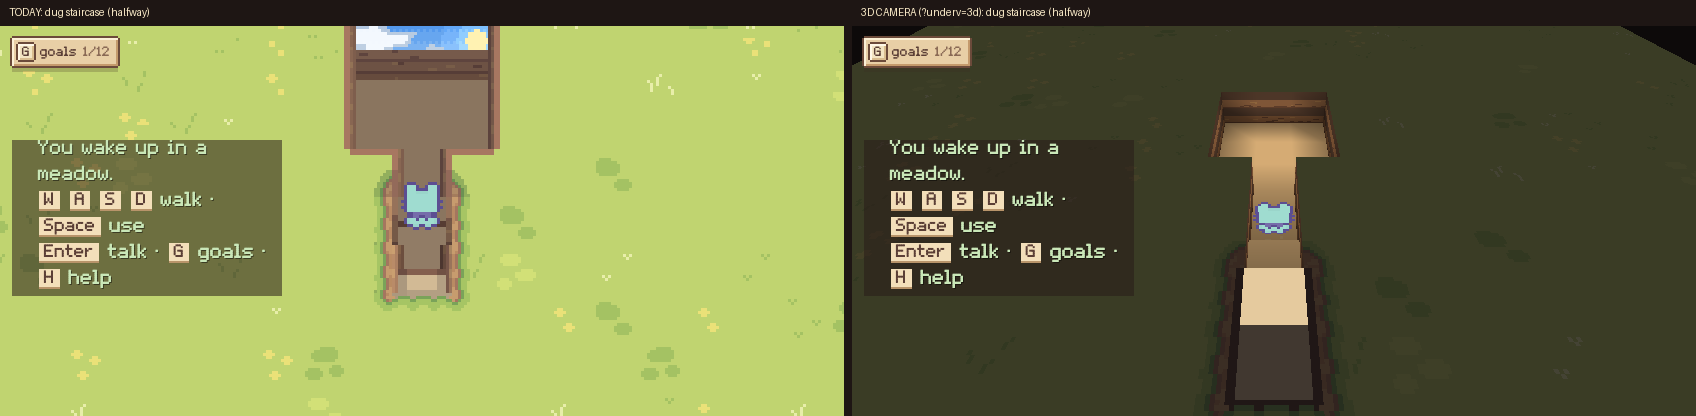 TODAY: dug staircase (halfway)
G goals 1/12
You wake up in a
meadow.
W A S D walk ·
Space use
Enter talk · G goals ·
H help
3D CAMERA (?underv=3d): dug staircase (halfway)
G goals 1/12
You wake up in a
meadow.
W A S D walk ·
Space use
Enter talk · G goals ·
H help